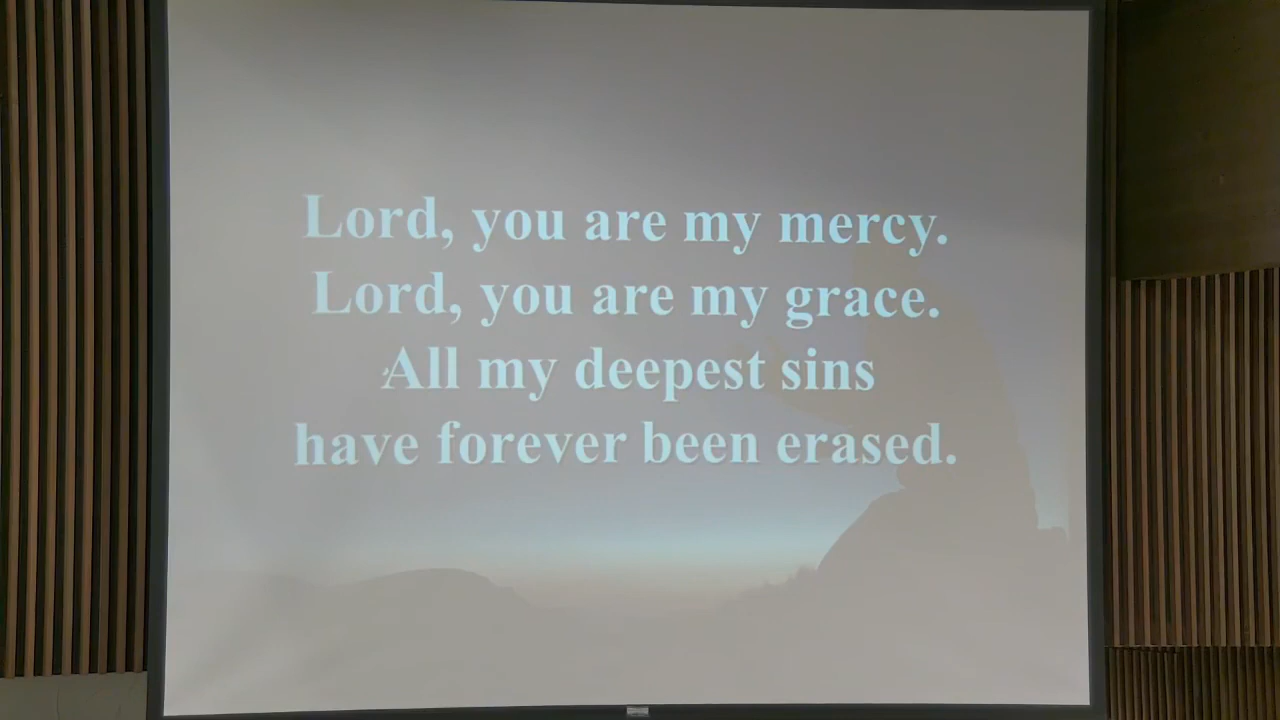 Lord, you are my mercy.
Lord, you are my grace.
All my deepest sins
have forever been erased.